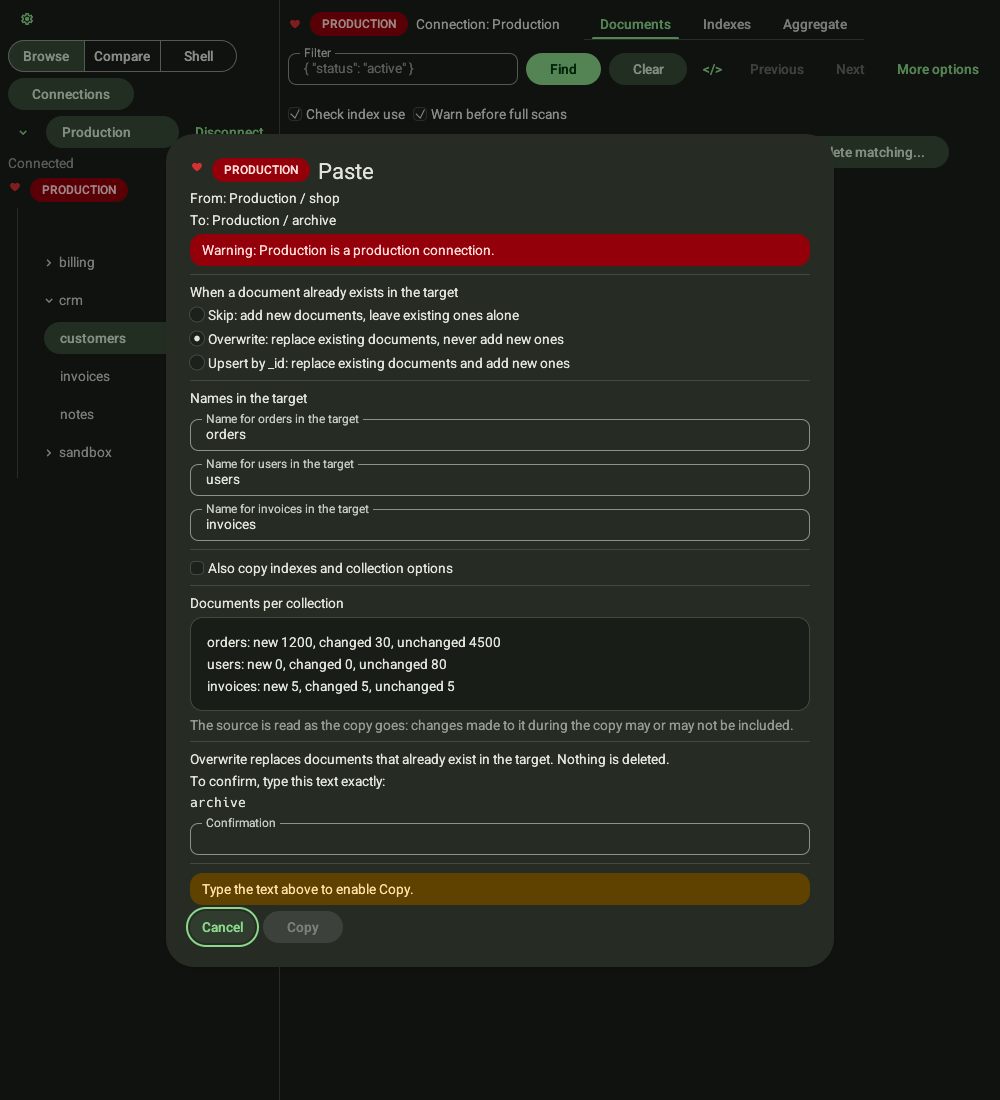 PRODUCTION
Connection: Production
Documents
Indexes
Aggregate
Browse
Compare
Shell
Filter
{ "status": "active" }
Find
Clear
</>
Previous
Next
More options
Connections
Check index use
Warn before full scans
Production
Disconnect
Connected
PRODUCTION
billing
crm
customers
invoices
notes
sandbox
matching...
PRODUCTION
Paste
From: Production / shop
To: Production / archive
Warning: Production is a production connection.
When a document already exists in the target
Skip: add new documents, leave existing ones alone
Overwrite: replace existing documents, never add new ones
Upsert by _id: replace existing documents and add new ones
Names in the target
Name for orders in the target
orders
Name for users in the target
users
Name for invoices in the target
invoices
Also copy indexes and collection options
Documents per collection
orders: new 1200, changed 30, unchanged 4500
users: new 0, changed 0, unchanged 80
invoices: new 5, changed 5, unchanged 5
The source is read as the copy goes: changes made to it during the copy may or may not be included.
Overwrite replaces documents that already exist in the target. Nothing is deleted.
To confirm, type this text exactly:
archive
Confirmation
Type the text above to enable Copy.
Cancel
Copy